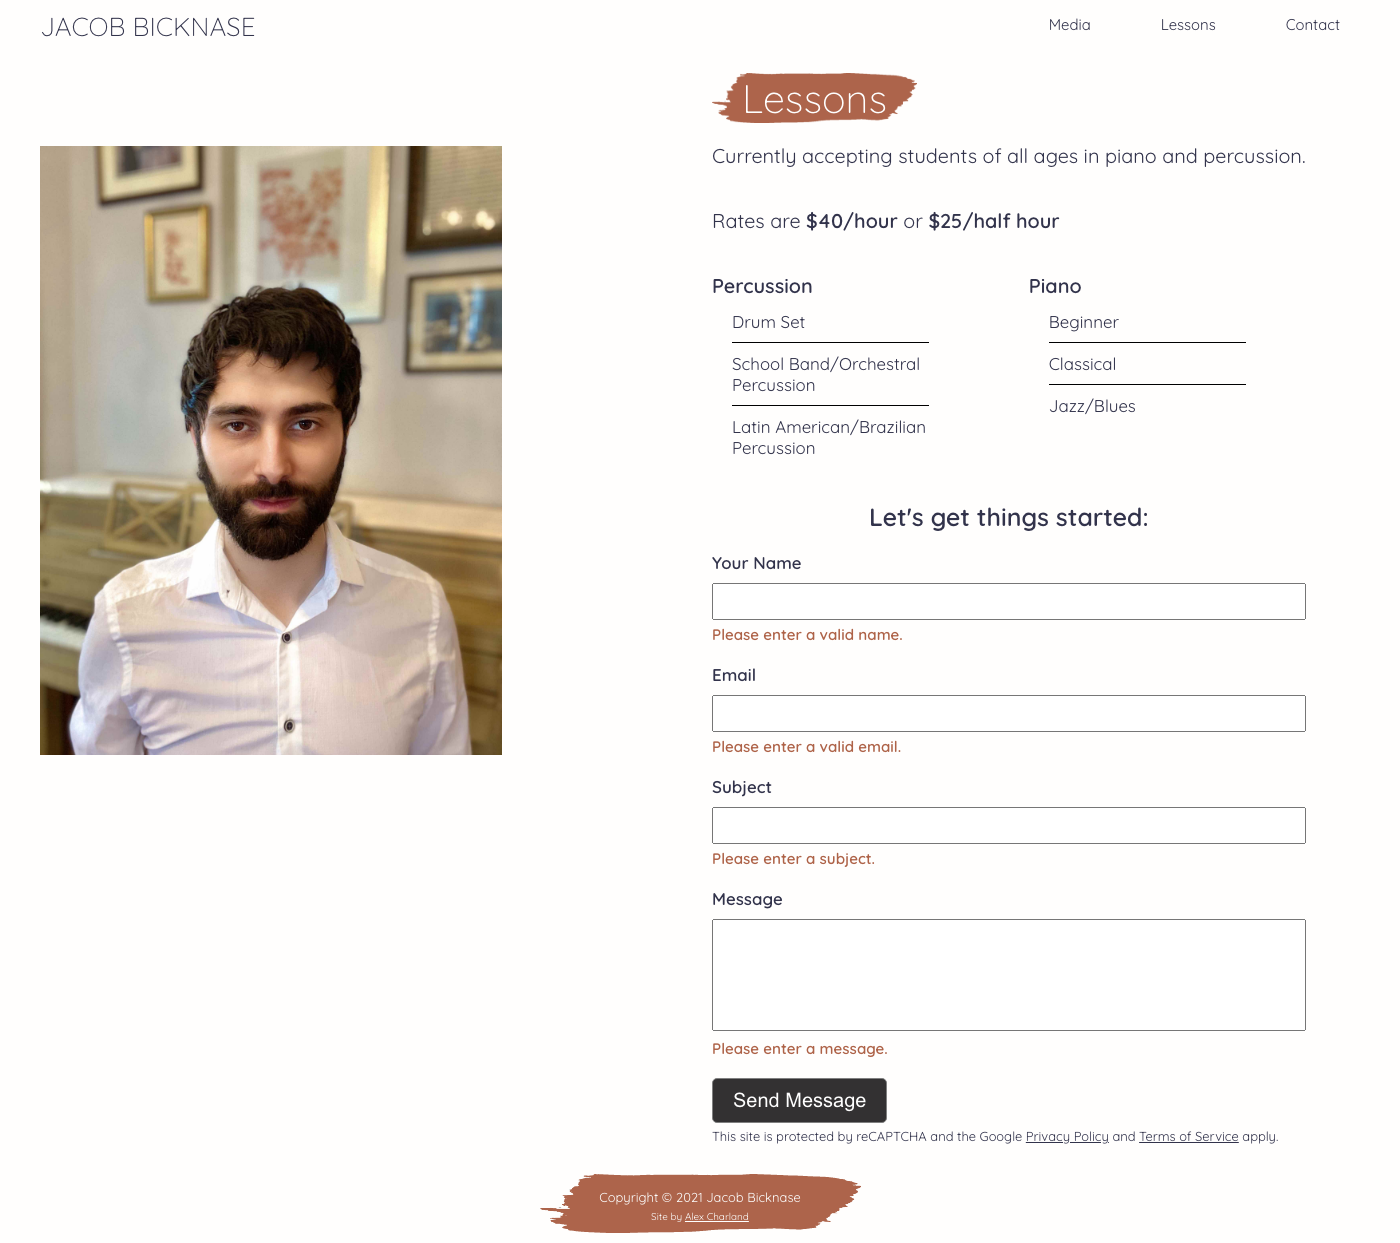 JACOB BICKNASE
Media
Lessons
Contact
Lessons
Currently accepting students of all ages in piano and percussion.
Rates are $40/hour or $25/half hour
Percussion
Drum Set
School Band/Orchestral
Percussion
Latin American/Brazilian
Percussion
Piano
Beginner
Classical
Jazz/Blues
Let's get things started:
Your Name
Please enter a valid name.
Email
Please enter a valid email.
Subject
Please enter a subject.
Message
Please enter a message.
Send Message
This site is protected by reCAPTCHA and the Google Privacy Policy and Terms of Service apply.
Copyright © 2021 Jacob Bicknase
Site by Alex Charland